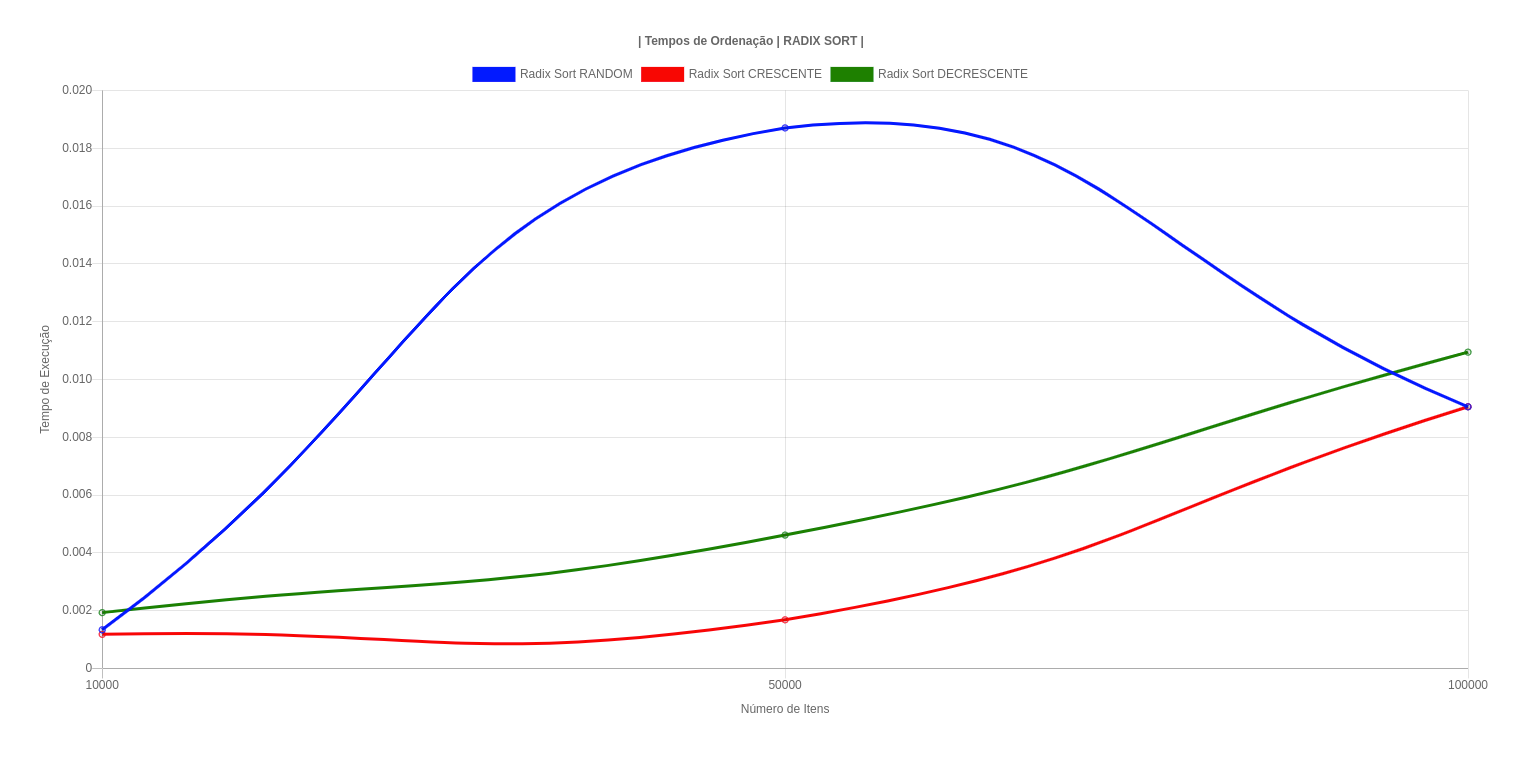 | Tempos de Ordenação | RADIX SORT |
Radix Sort RANDOM Radix Sort CRESCENTE Radix Sort DECRESCENTE
0.020
0.018
0.016
0.014
0.012
0.010
0.008
0.006
0.004
0.002
0
Tempo de Execução
10000 50000 100000
Número de Itens